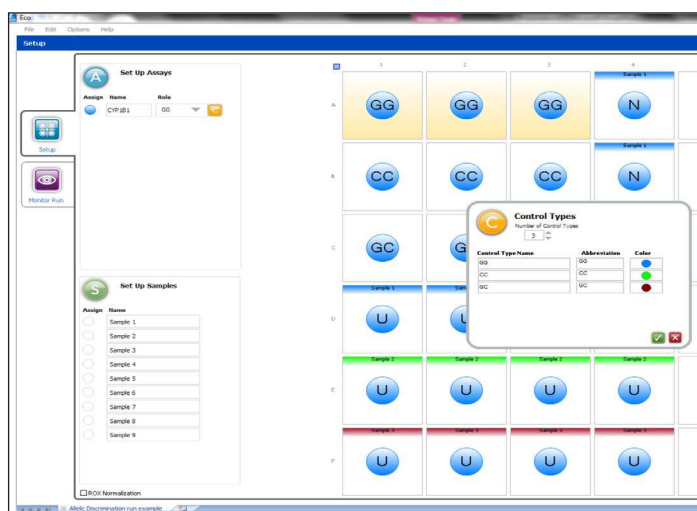 Eco
File Edit Options Help
Setup
A Set Up Assays
Assign Name Role
CYP1B1 GG
Setup
Monitor Run
S Set Up Samples
Assign Name
Sample 1
Sample 2
Sample 3
Sample 4
Sample 5
Sample 6
Sample 7
Sample 8
Sample 9
ROX Normalization
Allelic Discrimination run example
1 2 3 4
Sample 1
A GG GG GG N
Sample 1
B CC CC CC N
C GC G
Sample 1 Sample 1
D U U
Sample 2 Sample 2 Sample 2 Sample 2
E U U U U
Sample 3 Sample 3 Sample 3 Sample 3
F U U U U
C Control Types
Number of Control Types
3
Control Type Name Abbreviation Color
GG GG
CC CC
GC GC